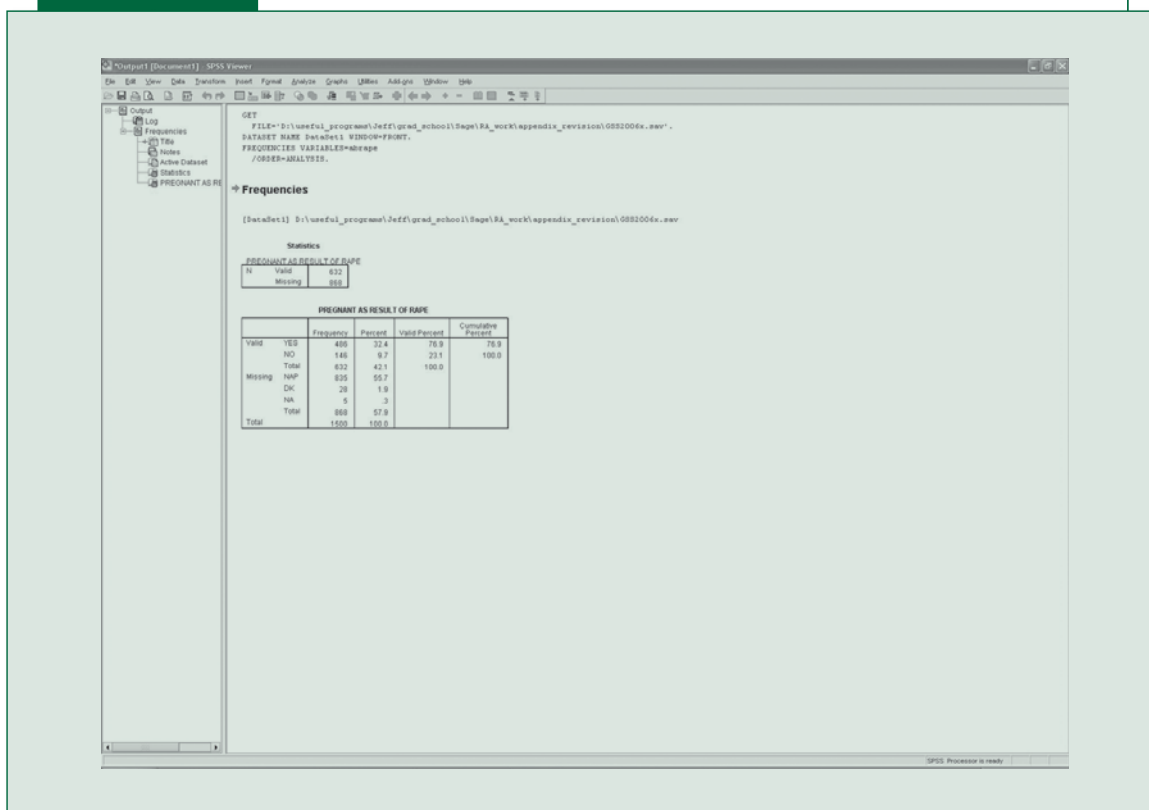 *Output1 [Document1] - SPSS Viewer
File Edit View Data Transform Insert Format Analyze Graphs Utilities Add-ons Window Help
Output
Log
Frequencies
Title
Notes
Active Dataset
Statistics
PREGNANT AS RE
GET
FILE='D:\useful_programs\Jeff\grad_school\Sage\RA_work\appendix_revision\GSS2006x.sav'.
DATASET NAME DataSet1 WINDOW=FRONT.
FREQUENCIES VARIABLES=abrape
/ORDER=ANALYSIS.
Frequencies
[DataSet1] D:\useful_programs\Jeff\grad_school\Sage\RA_work\appendix_revision\GSS2006x.sav
Statistics
PREGNANT AS RESULT OF RAPE
N Valid 632
Missing 868
PREGNANT AS RESULT OF RAPE
Frequency Percent Valid Percent Cumulative Percent
Valid YES 486 32.4 76.9 76.9
NO 146 9.7 23.1 100.0
Total 632 42.1 100.0
Missing NAP 835 55.7
DK 28 1.9
NA 5 .3
Total 868 57.9
Total 1500 100.0
SPSS Processor is ready